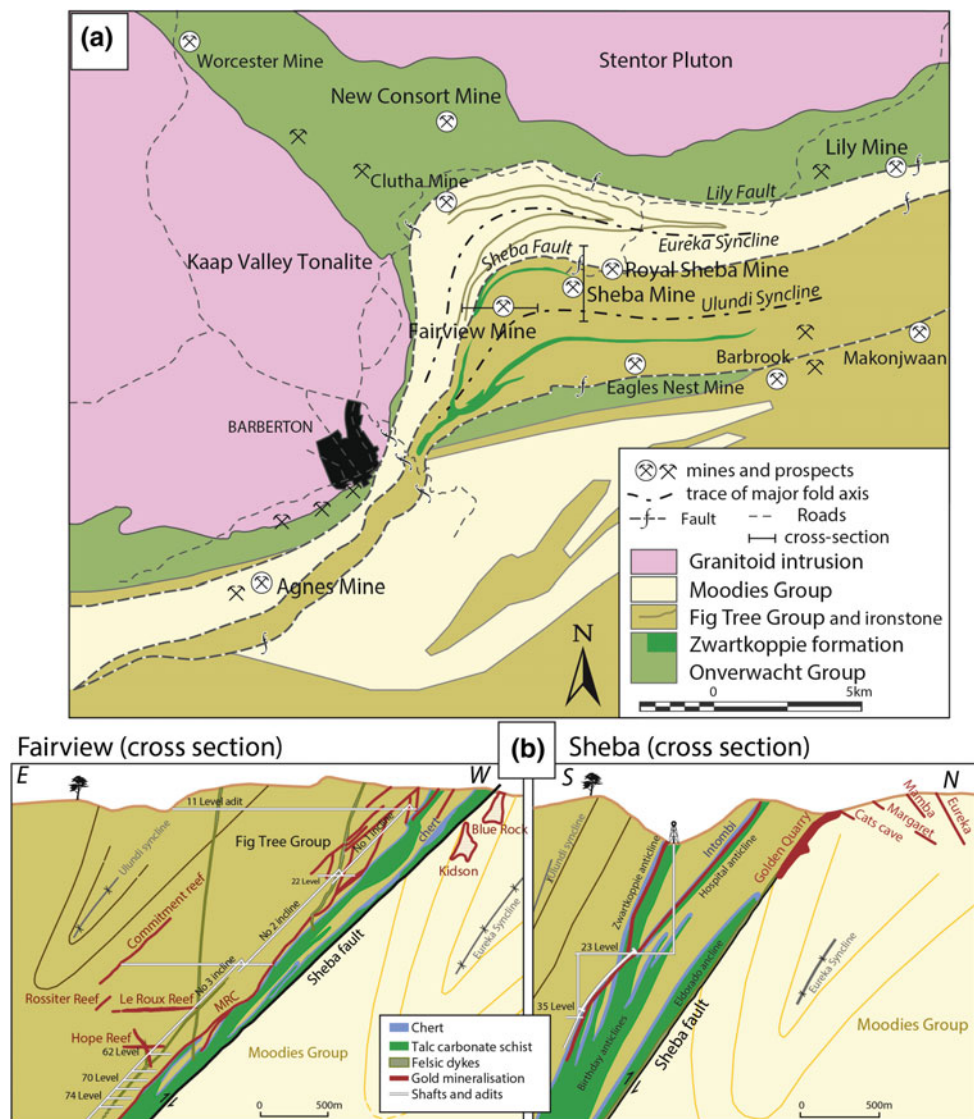 (a)
Worcester Mine
Stentor Pluton
New Consort Mine
Lily Mine
Clutha Mine
Lily Fault
f
f
f
f
Kaap Valley Tonalite
Sheba Fault
Eureka Syncline
f
Royal Sheba Mine
Sheba Mine
Ulundi Syncline
Fairview Mine
Barbrook
Makonjwaan
Eagles Nest Mine
f
BARBERTON
f
f
f
Agnes Mine
f
N
mines and prospects
trace of major fold axis
f Fault
Roads
cross-section
Granitoid intrusion
Moodies Group
Fig Tree Group and ironstone
Zwartkoppie formation
Onverwacht Group
0 5km
Fairview (cross section)
(b)
Sheba (cross section)
E W
11 Level adit
Ulundi syncline
Fig Tree Group
No 1 incline
chert
Blue Rock
Kidson
22 Level
Commitment reef
No 2 incline
Eureka Syncline
Sheba fault
No 3 incline
Rossiter Reef
Le Roux Reef
MRC
Hope Reef
62 Level
70 Level
74 Level
Moodies Group
0 500m
Chert
Talc carbonate schist
Felsic dykes
Gold mineralisation
Shafts and adits
S N
Ulundi syncline
Zwartkoppie anticline
Intombi
Hospital anticline
Golden Quarry
Cats cave
Margaret
Mamba
Eureka
23 Level
35 Level
Birthday anticlines
Eldorado ancline
Sheba fault
Eureka Syncline
Moodies Group
0 500m